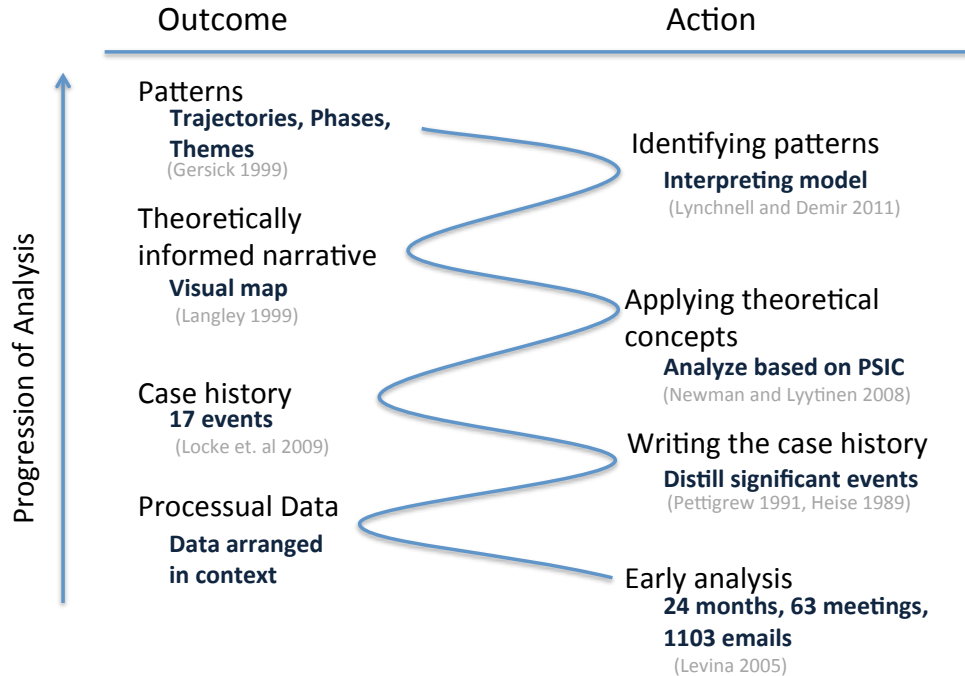 Outcome
Action
Progression of Analysis
Patterns
Trajectories, Phases,
Themes
(Gersick 1999)
Identifying patterns
Interpreting model
(Lynchnell and Demir 2011)
Theoretically
informed narrative
Visual map
(Langley 1999)
Applying theoretical
concepts
Analyze based on PSIC
(Newman and Lyytinen 2008)
Case history
17 events
(Locke et. al 2009)
Writing the case history
Distill significant events
(Pettigrew 1991, Heise 1989)
Processual Data
Data arranged
in context
Early analysis
24 months, 63 meetings,
1103 emails
(Levina 2005)